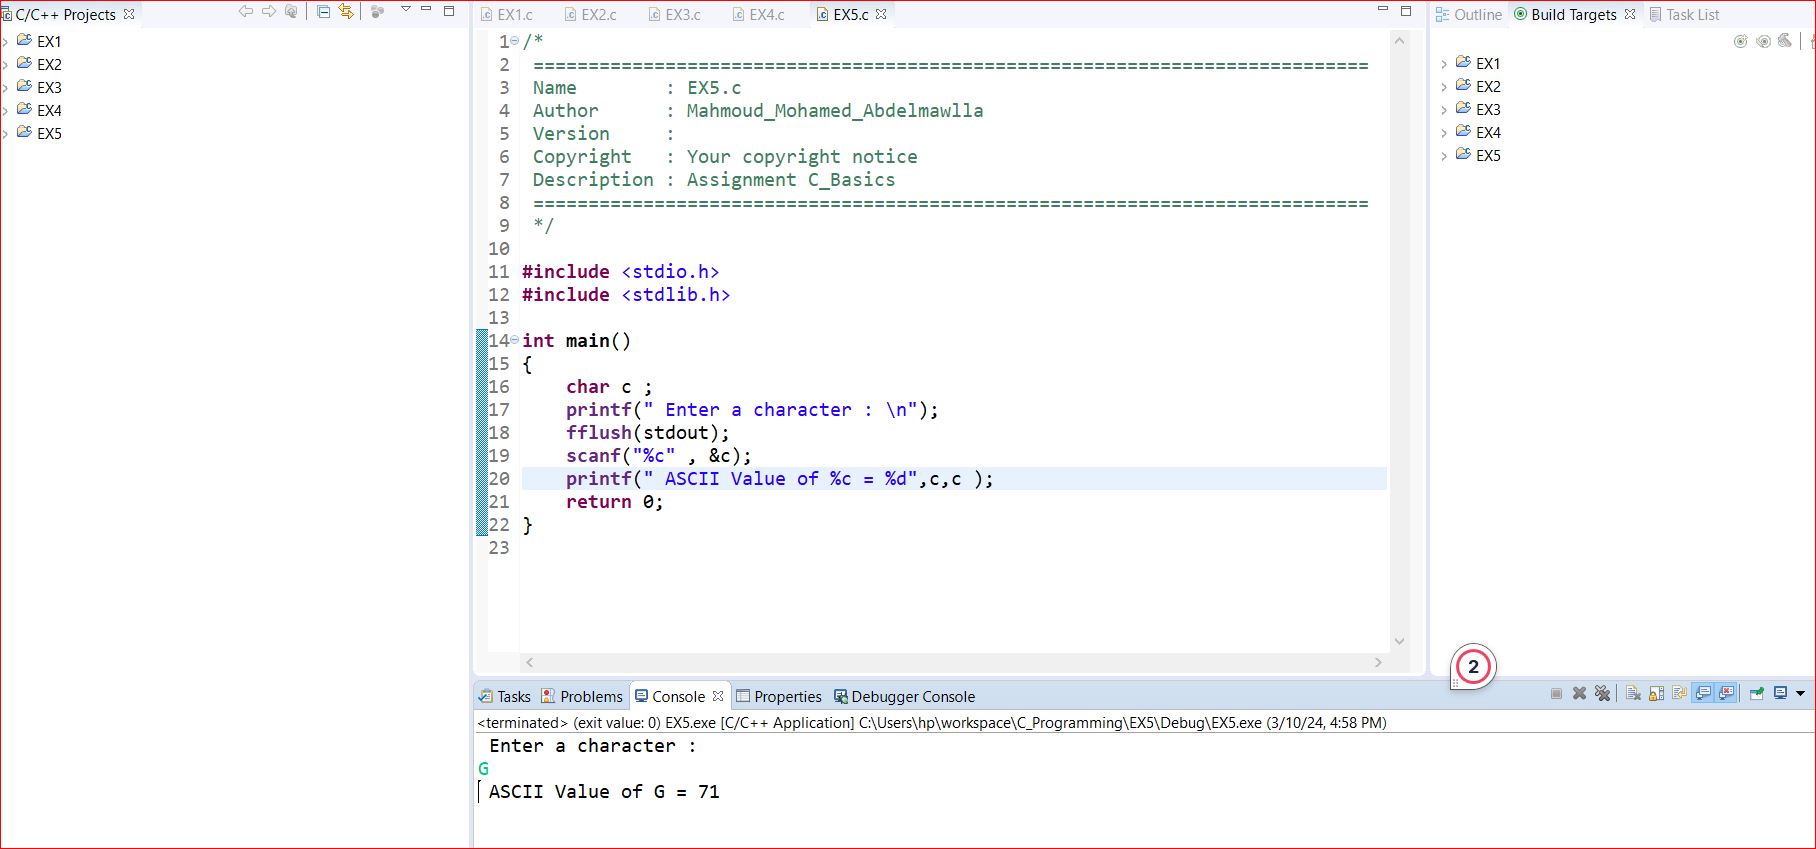 C/C++ Projects
EX1
EX2
EX3
EX4
EX5
EX1.c EX2.c EX3.c EX4.c EX5.c
1 /*
2 ============================================================================
3 Name        : EX5.c
4 Author      : Mahmoud_Mohamed_Abdelmawlla
5 Version     :
6 Copyright   : Your copyright notice
7 Description : Assignment C_Basics
8 ============================================================================
9 */
10
11 #include <stdio.h>
12 #include <stdlib.h>
13
14 int main()
15 {
16     char c ;
17     printf(" Enter a character : \n");
18     fflush(stdout);
19     scanf("%c" , &c);
20     printf(" ASCII Value of %c = %d",c,c );
21     return 0;
22 }
23
Outline Build Targets Task List
EX1
EX2
EX3
EX4
EX5
2
Tasks Problems Console Properties Debugger Console
<terminated> (exit value: 0) EX5.exe [C/C++ Application] C:\Users\hp\workspace\C_Programming\EX5\Debug\EX5.exe (3/10/24, 4:58 PM)
Enter a character :
G
ASCII Value of G = 71